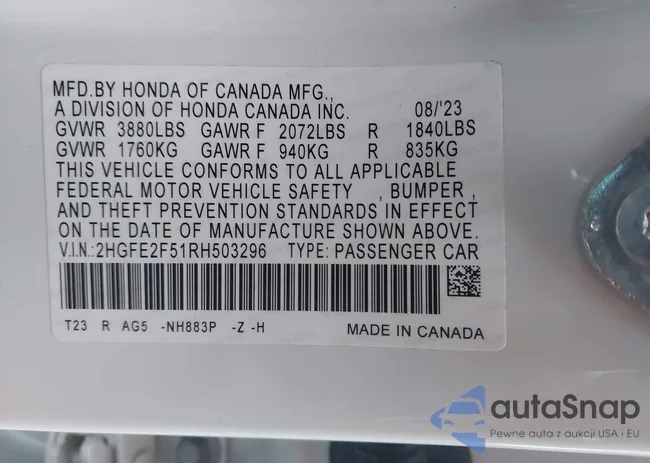 MFD.BY HONDA OF CANADA MFG.,
A DIVISION OF HONDA CANADA INC. 08/'23
GVWR 3880LBS GAWR F 2072LBS R 1840LBS
GVWR 1760KG GAWR F 940KG R 835KG
THIS VEHICLE CONFORMS TO ALL APPLICABLE
FEDERAL MOTOR VEHICLE SAFETY , BUMPER ,
AND THEFT PREVENTION STANDARDS IN EFFECT
ON THE DATE OF MANUFACTURE SHOWN ABOVE.
V.I.N.:2HGFE2F51RH503296 TYPE: PASSENGER CAR
T23 R AG5 -NH883P -Z -H MADE IN CANADA
autaSnap
Pewne auta z aukcji USA i EU